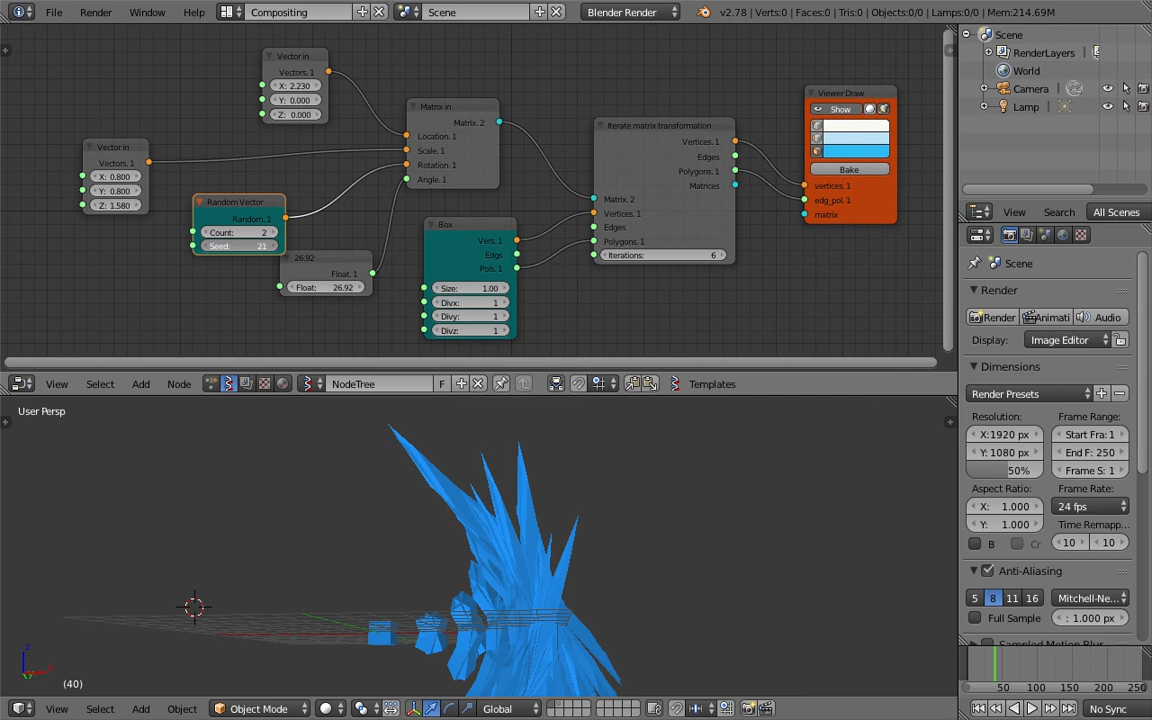 File Render Window Help Compositing Scene Blender Render v2.78 | Verts:0 | Faces:0 | Tris:0 | Objects:0/0 | Lamps:0/0 | Mem:214.69M
Vector in
Vectors. 1
X: 2.230
Y: 0.000
Z: 0.000
Vector in
Vectors. 1
X: 0.800
Y: 0.800
Z: 1.580
Random Vector
Random. 1
Count: 2
Seed: 21
26.92
Float. 1
Float: 26.92
Matrix in
Matrix. 2
Location. 1
Scale. 1
Rotation. 1
Angle. 1
Box
Vers. 1
Edgs
Pols. 1
Size: 1.00
Divx: 1
Divy: 1
Divz: 1
Iterate matrix transformation
Vertices. 1
Edges
Polygons. 1
Matrices
Matrix. 2
Vertices. 1
Edges
Polygons. 1
Iterations: 6
Viewer Draw
Show
Bake
vertices. 1
edg_pol. 1
matrix
View Select Add Node NodeTree F Templates
User Persp
(40)
View Select Add Object Object Mode Global
Scene
RenderLayers
World
Camera
Lamp
View Search All Scenes
Scene
Render
Render Animati Audio
Display: Image Editor
Dimensions
Render Presets
Resolution: Frame Range:
X:1920 px Start Fra: 1
Y: 1080 px End F: 250
50% Frame S: 1
Aspect Ratio: Frame Rate:
X: 1.000 24 fps
Y: 1.000 Time Remapp...
B Cr 10 10
Anti-Aliasing
5 8 11 16 Mitchell-Ne...
Full Sample : 1.000 px
Sampled Motion Blur
50 100 150 200 250
No Sync